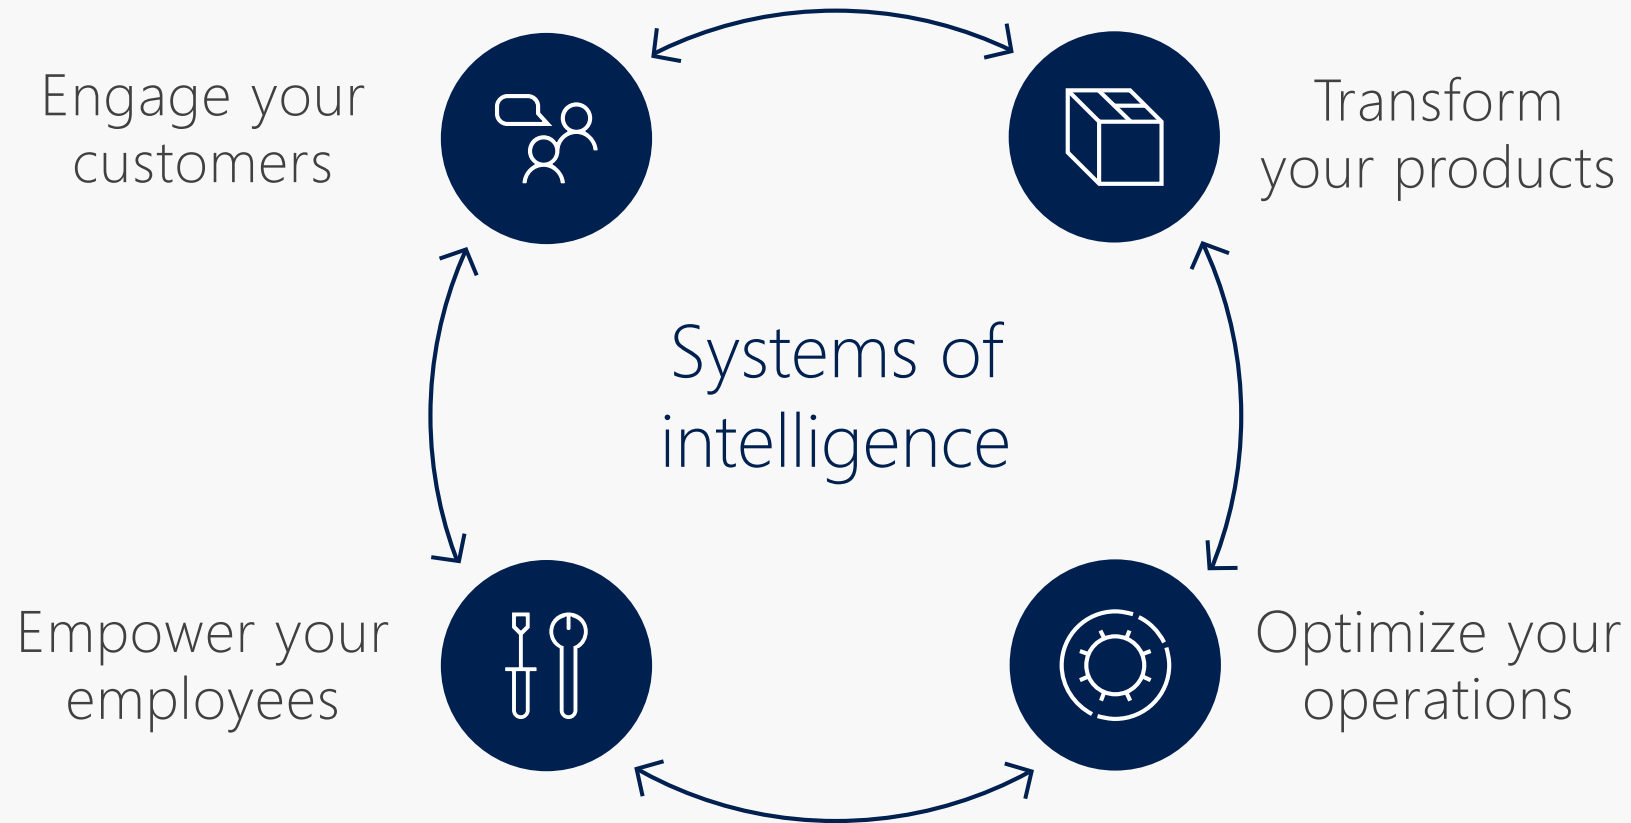 Engage your
customers
Transform
your products
Systems of
intelligence
Empower your
employees
Optimize your
operations